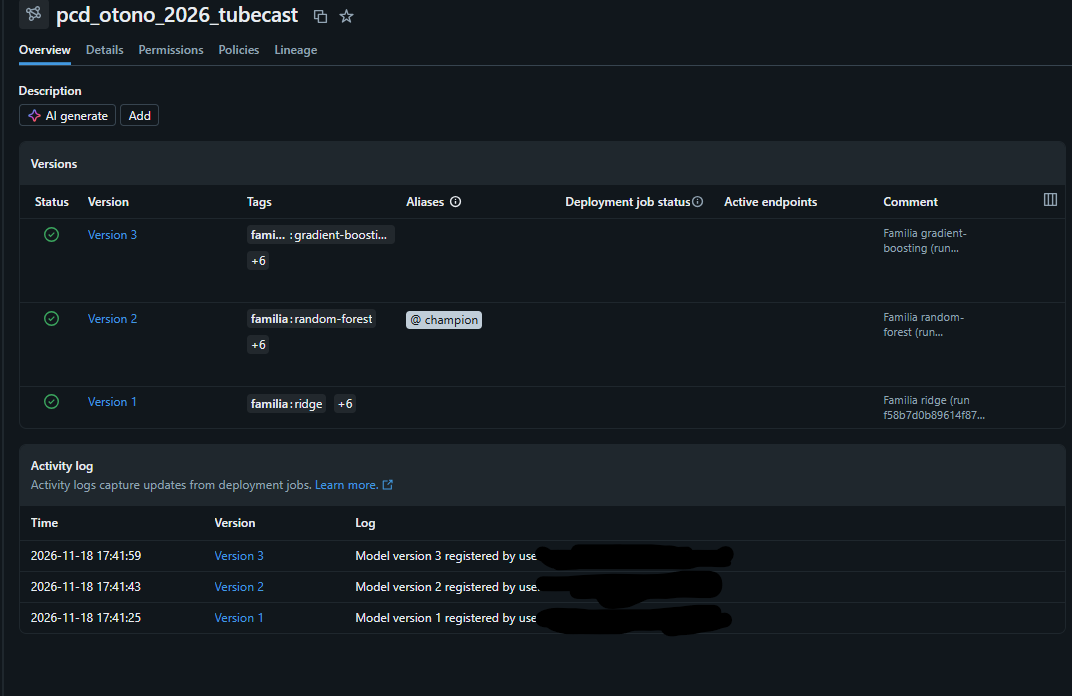 pcd_otono_2026_tubecast
Overview Details Permissions Policies Lineage
Description
AI generate Add
Versions
Status Version Tags Aliases Deployment job status Active endpoints Comment
Version 3 fami... :gradient-boosti... Familia gradient-
+6 boosting (run...
Version 2 familia:random-forest @ champion Familia random-
+6 forest (run...
Version 1 familia:ridge +6 Familia ridge (run
f58b7d0b89614f87...
Activity log
Activity logs capture updates from deployment jobs. Learn more.
Time Version Log
2026-11-18 17:41:59 Version 3 Model version 3 registered by use
2026-11-18 17:41:43 Version 2 Model version 2 registered by use
2026-11-18 17:41:25 Version 1 Model version 1 registered by use